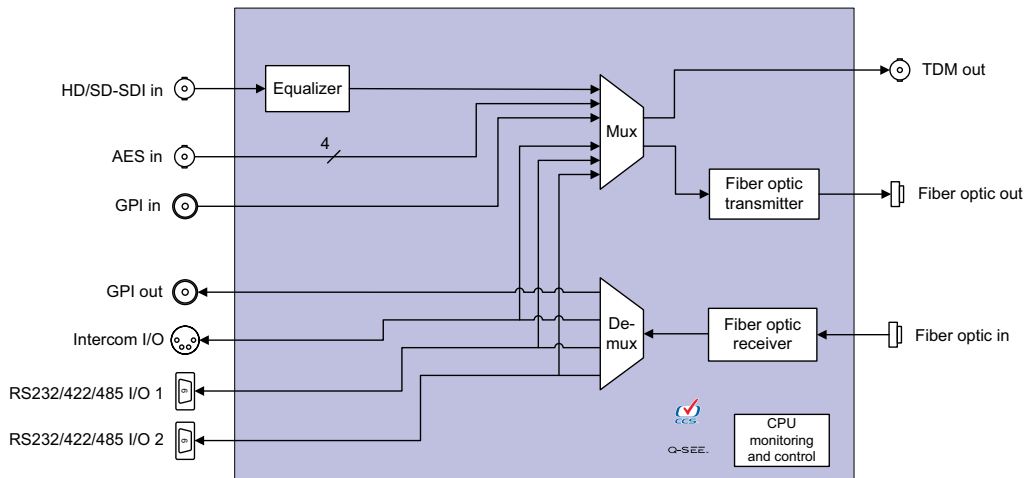 HD/SD-SDI in
Equalizer
TDM out
Mux
AES in
4
GPI in
Fiber optic
transmitter
Fiber optic out
GPI out
Intercom I/O
De-
mux
Fiber optic
receiver
Fiber optic in
RS232/422/485 I/O 1
6
RS232/422/485 I/O 2
6
CCS
Q-SEE.
CPU
monitoring
and control